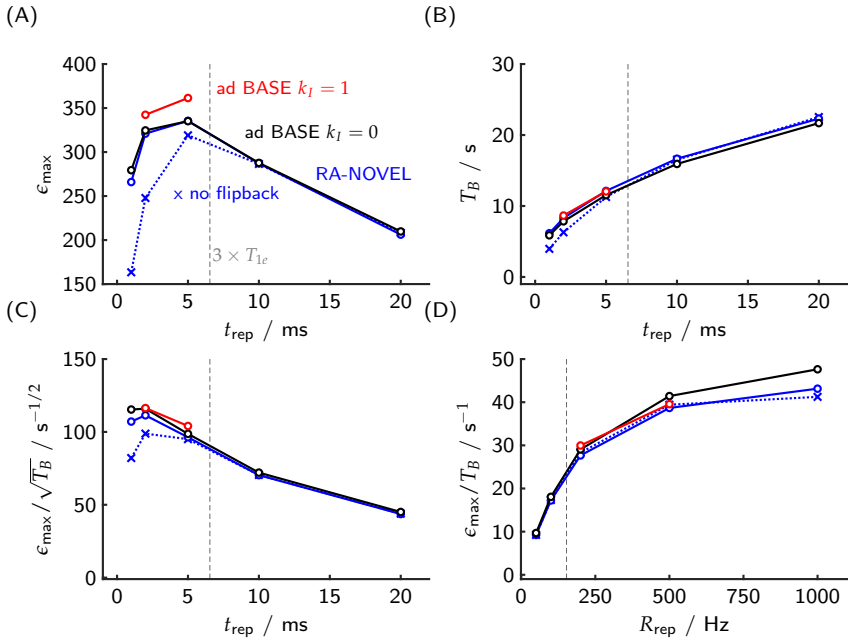 (A)
400
350
300
250
200
150
ϵmax
ad BASE kI = 1
ad BASE kI = 0
RA-NOVEL
x no flipback
3 × T1e
0
5
10
15
20
trep / ms
(B)
30
20
10
0
TB / s
0
5
10
15
20
trep / ms
(C)
150
100
50
0
ϵmax/√TB / s−1/2
0
5
10
15
20
trep / ms
(D)
50
40
30
20
10
0
ϵmax/TB / s−1
0
250
500
750
1000
Rrep / Hz